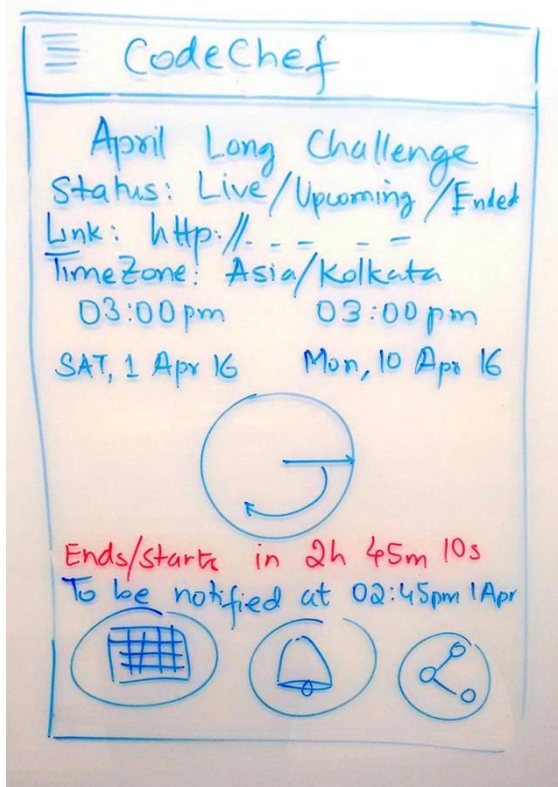 CodeChef
April Long Challenge
Status: Live/Upcoming/Ended
Link: http://_ _ _ _
TimeZone: Asia/Kolkata
03:00pm 03:00pm
SAT, 1 Apr 16 Mon, 10 Apr 16
Ends/starts in 2h 45m 10s
To be notified at 02:45pm 1Apr